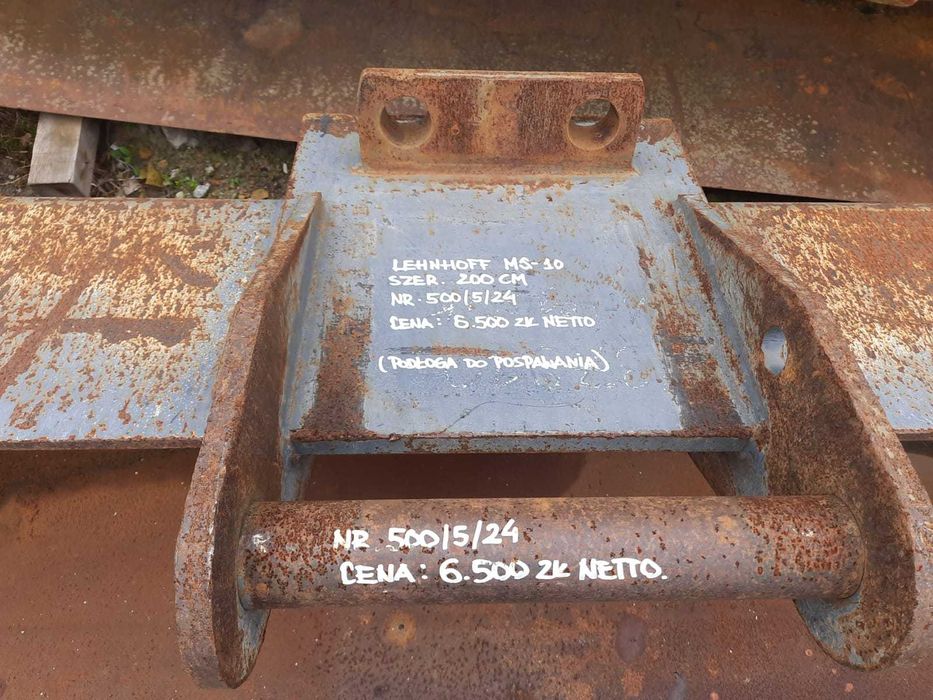 LEHNHOFF MS-10
SZER. 200 CM
NR. 500/5/24
CENA: 6.500 ZŁ NETTO
(PODŁOGA DO POSPAWANIA)
NR. 500/5/24
CENA: 6.500 ZŁ NETTO.